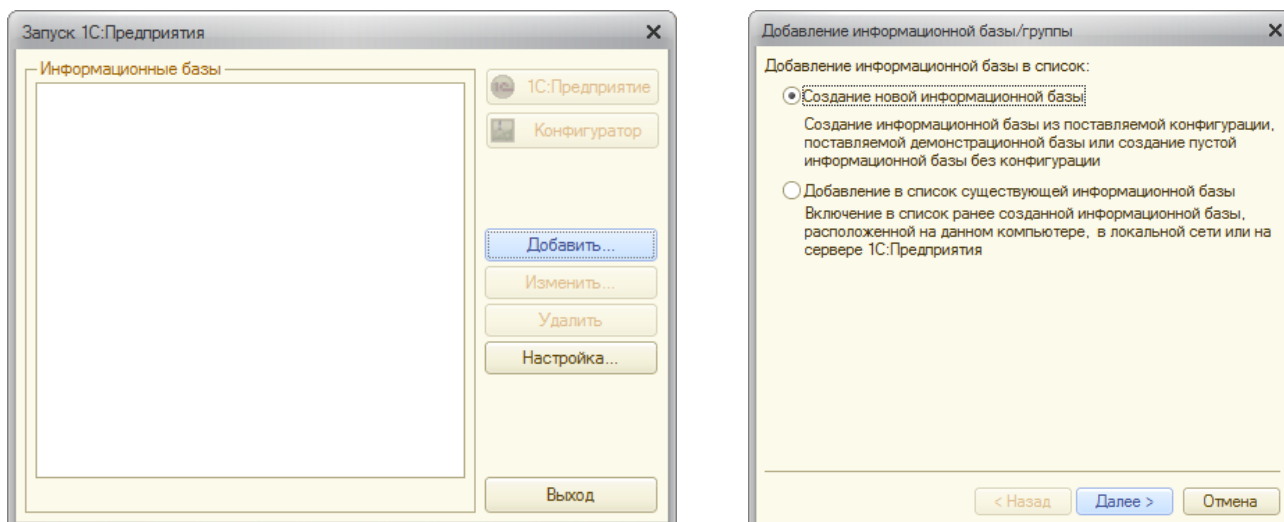 Запуск 1С:Предприятия
Информационные базы
1С:Предприятие
Конфигуратор
Добавить...
Изменить...
Удалить
Настройка...
Выход
Добавление информационной базы/группы
Добавление информационной базы в список:
Создание новой информационной базы
Создание информационной базы из поставляемой конфигурации,
поставляемой демонстрационной базы или создание пустой
информационной базы без конфигурации
Добавление в список существующей информационной базы
Включение в список ранее созданной информационной базы,
расположенной на данном компьютере, в локальной сети или на
сервере 1С:Предприятия
< Назад
Далее >
Отмена